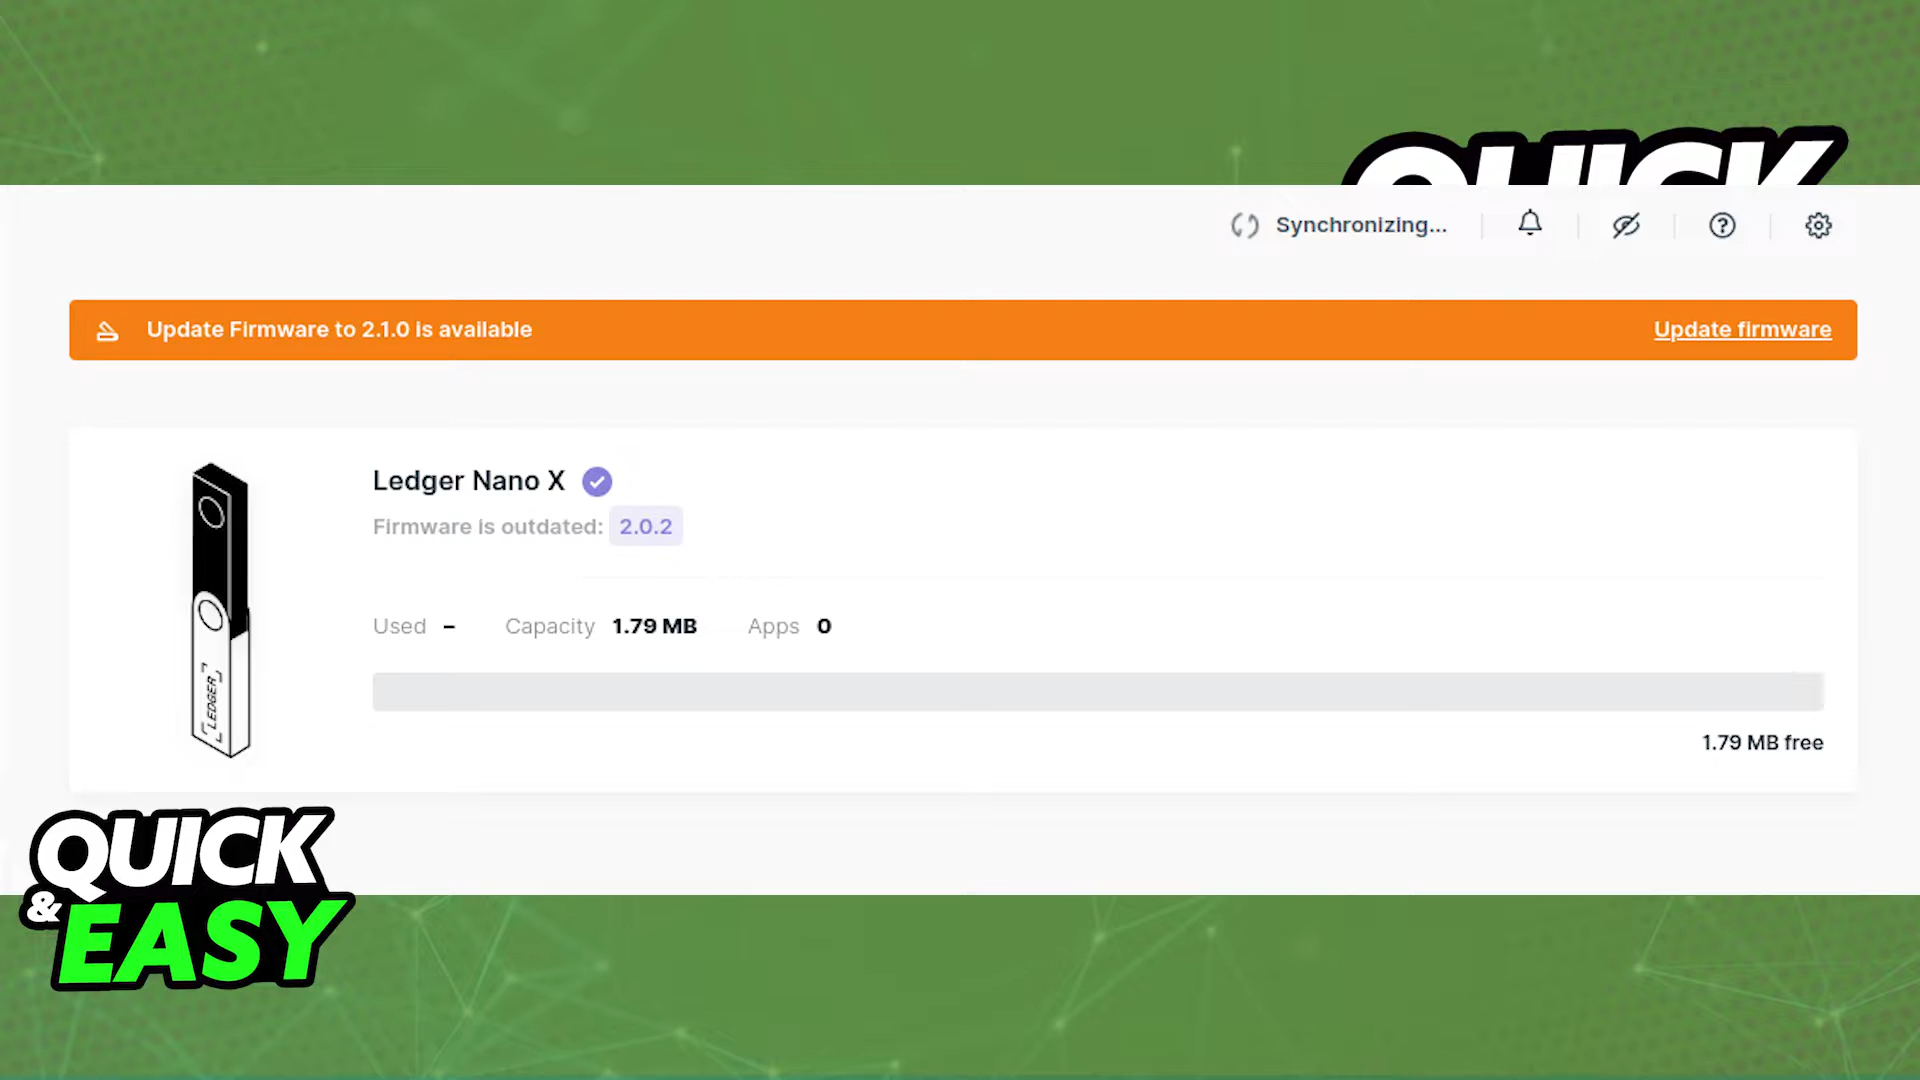 QUICK
Synchronizing...
Update Firmware to 2.1.0 is available
Update firmware
Ledger Nano X
Firmware is outdated: 2.0.2
Used – Capacity 1.79 MB Apps 0
LEDGER
1.79 MB free
QUICK
& EASY